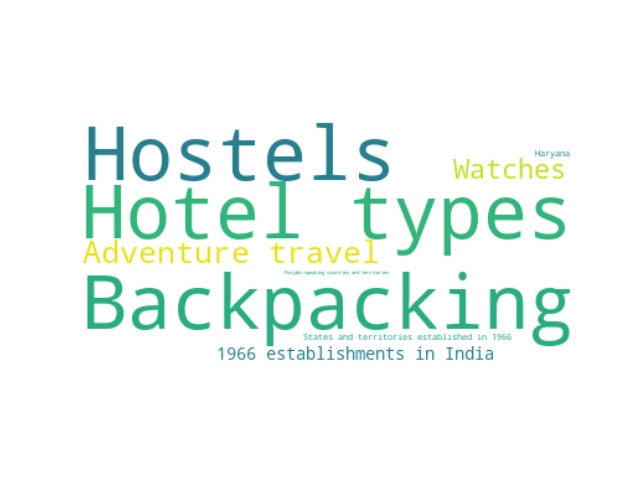 Hostels
Haryana
Watches
Hotel types
Adventure travel
Punjabi-speaking countries and territories
Backpacking
States and territories established in 1966
1966 establishments in India